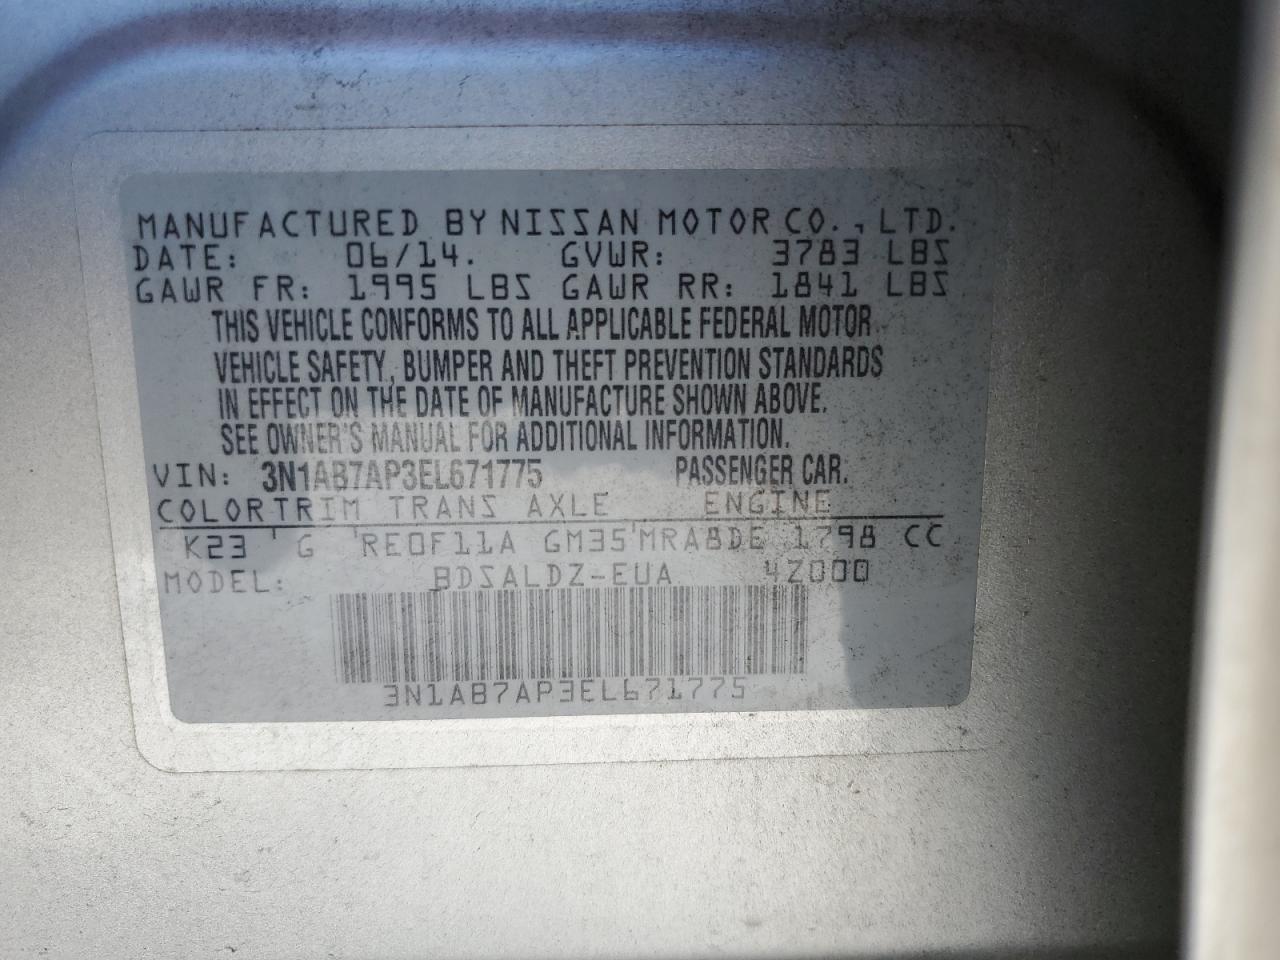 MANUFACTURED BY NISSAN MOTOR CO., LTD.
DATE: 06/14. GVWR: 3783 LBS
GAWR FR: 1995 LBS GAWR RR: 1841 LBS
THIS VEHICLE CONFORMS TO ALL APPLICABLE FEDERAL MOTOR
VEHICLE SAFETY, BUMPER AND THEFT PREVENTION STANDARDS
IN EFFECT ON THE DATE OF MANUFACTURE SHOWN ABOVE.
SEE OWNER'S MANUAL FOR ADDITIONAL INFORMATION.
VIN: 3N1AB7AP3EL671775 PASSENGER CAR.
COLOR TRIM TRANS AXLE ENGINE
K23 ' G 'RE0F11A GM35'MRA8DE 1798 CC
MODEL: BDSALDZ-EUA 4Z000
3N1AB7AP3EL671775